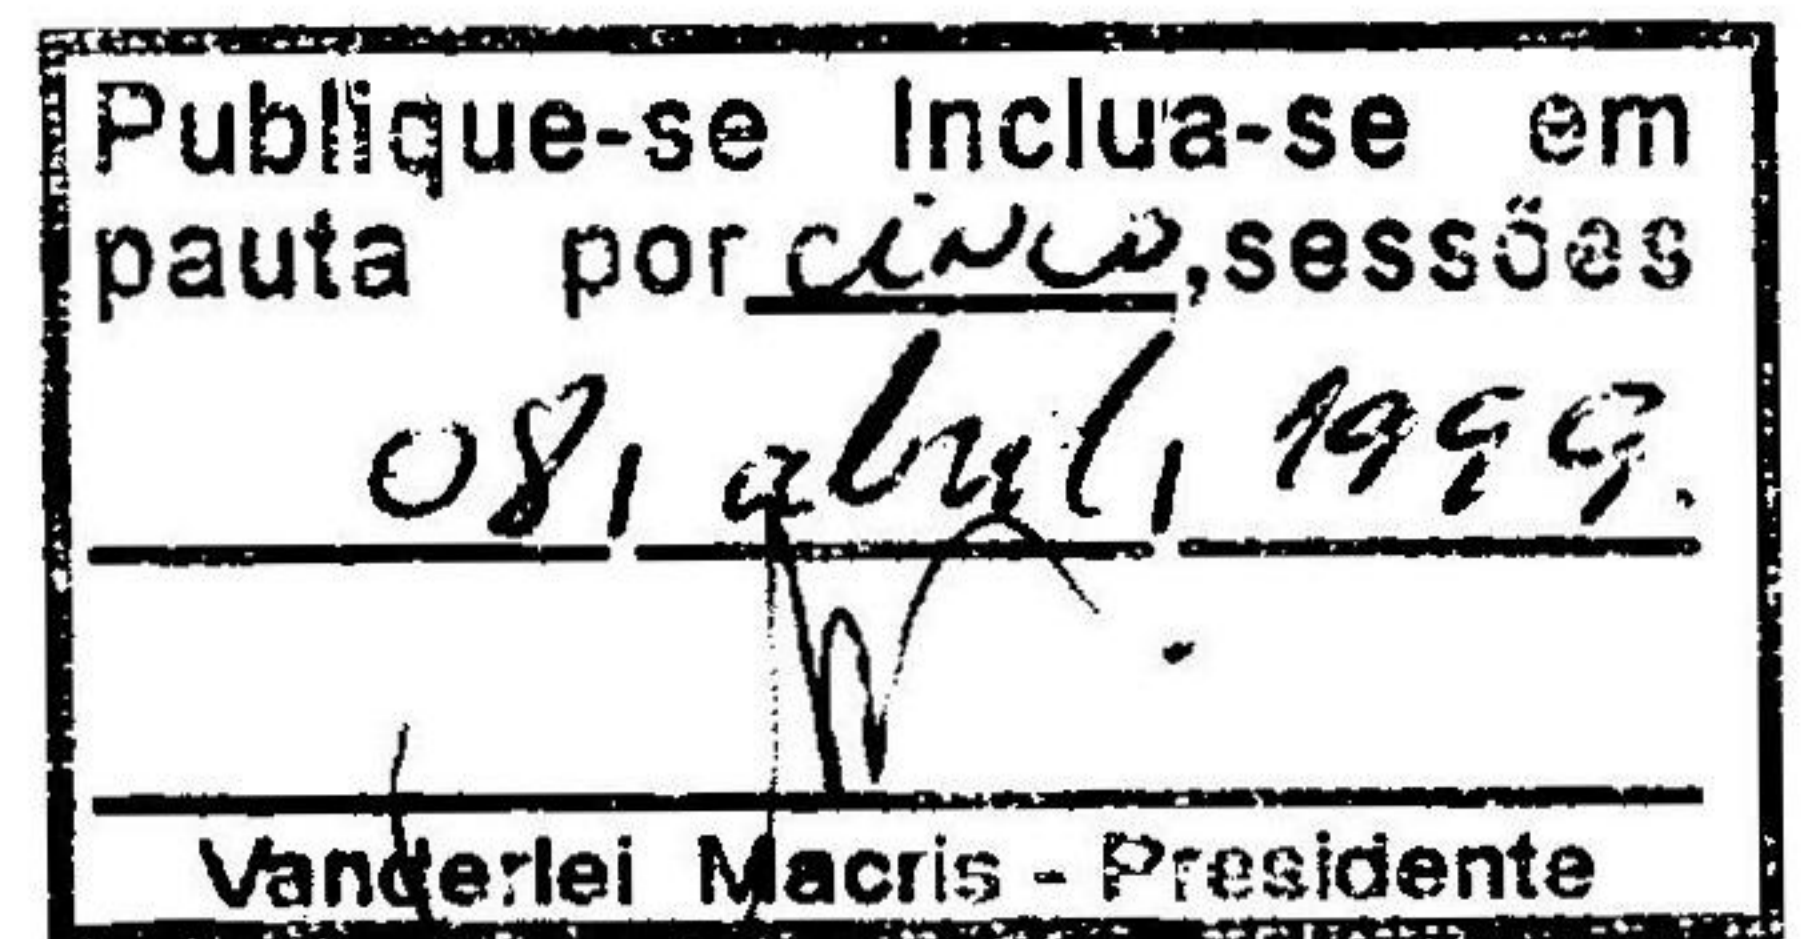 Publique-se Inclua-se em
pauta por cinco, sessões
08/ abril/ 1999.
Vanderlei Macris - Presidente